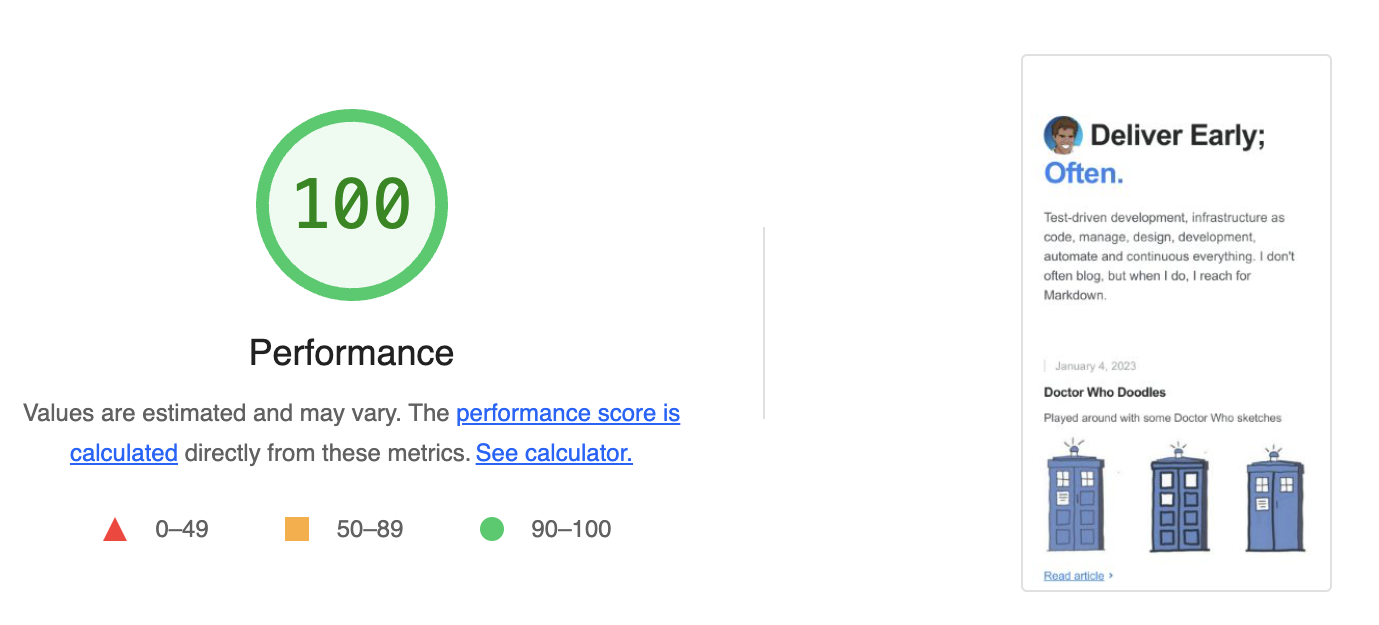 100
Performance
Values are estimated and may vary. The performance score is
calculated directly from these metrics. See calculator.
0–49
50–89
90–100
Deliver Early;
Often.
Test-driven development, infrastructure as
code, manage, design, development,
automate and continuous everything. I don't
often blog, but when I do, I reach for
Markdown.
January 4, 2023
Doctor Who Doodles
Played around with some Doctor Who sketches
Read article ›